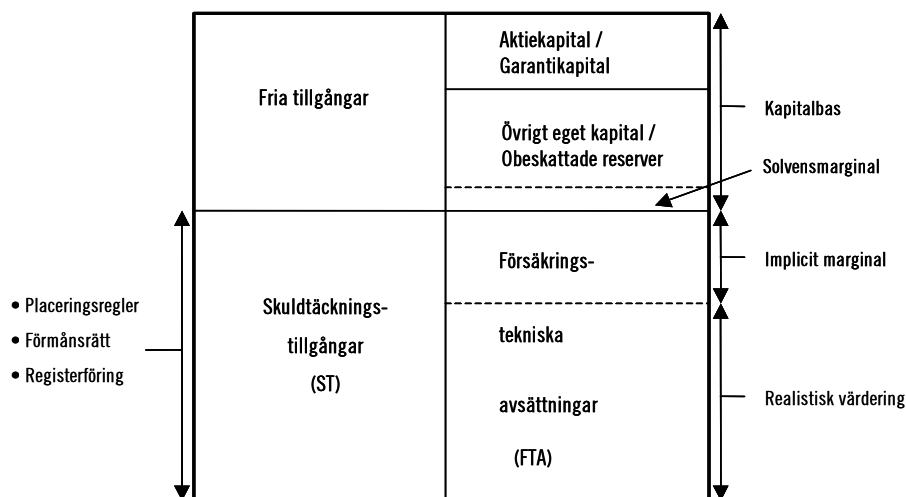 Aktiekapital /
Garantikapital
Fria tillgångar
Kapitalbas
Övrigt eget kapital /
Obeskattade reserver
Solvensmarginal
Försäkrings-
Implicit marginal
• Placeringsregler
• Förmånsrätt
• Registerföring
Skuldtäcknings-
tillgångar
(ST)
tekniska
avsättningar
(FTA)
Realistisk värdering